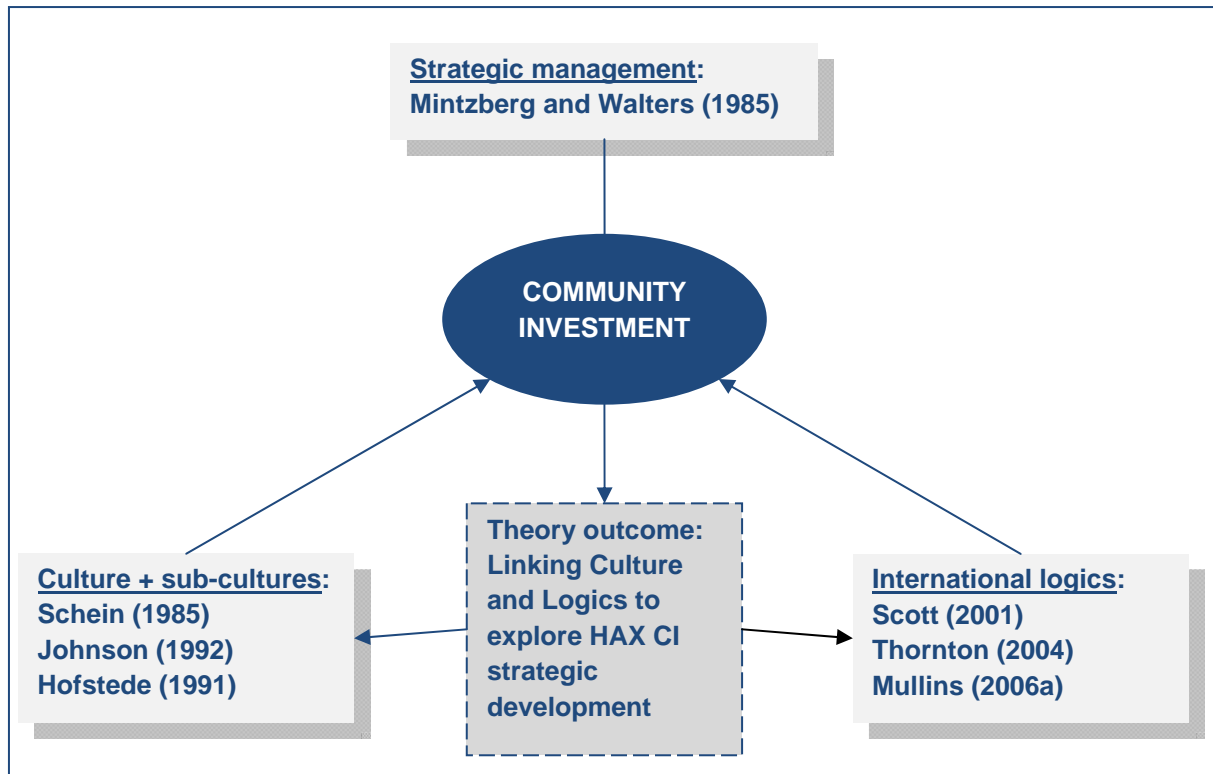 Strategic management:
Mintzberg and Walters (1985)
COMMUNITY
INVESTMENT
Culture + sub-cultures:
Schein (1985)
Johnson (1992)
Hofstede (1991)
Theory outcome:
Linking Culture
and Logics to
explore HAX CI
strategic
development
International logics:
Scott (2001)
Thornton (2004)
Mullins (2006a)